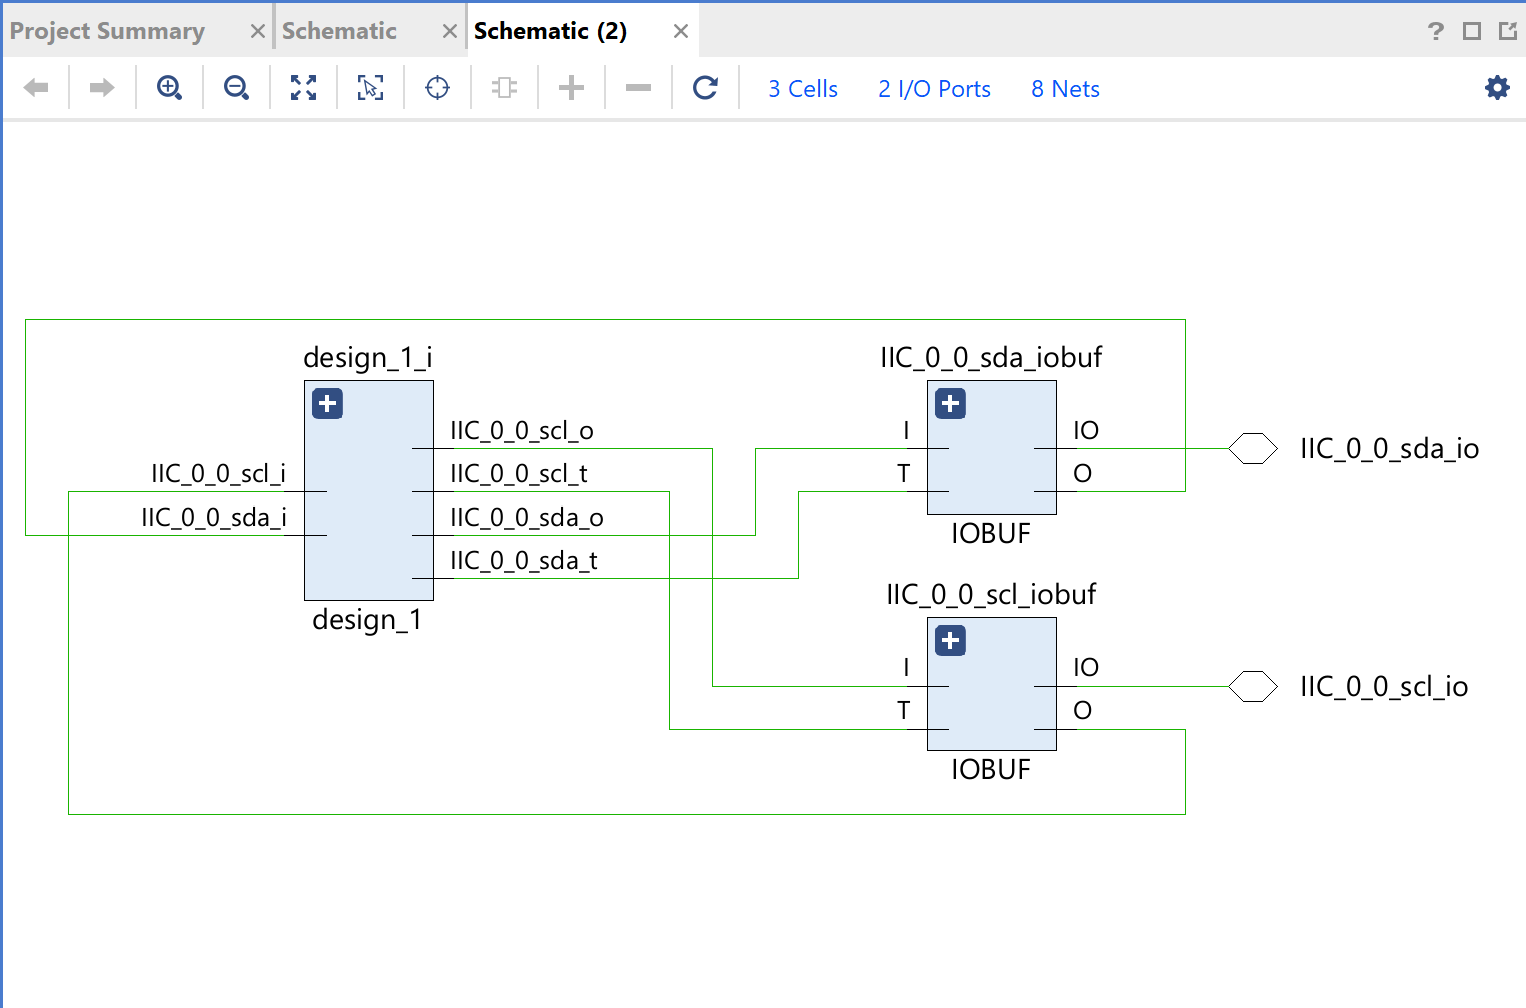 Project Summary
Schematic
Schematic (2)
?
3 Cells
2 I/O Ports
8 Nets
design_1_i
IIC_0_0_scl_i
IIC_0_0_sda_i
IIC_0_0_scl_o
IIC_0_0_scl_t
IIC_0_0_sda_o
IIC_0_0_sda_t
design_1
IIC_0_0_sda_iobuf
I
T
IO
O
IOBUF
IIC_0_0_sda_io
IIC_0_0_scl_iobuf
I
T
IO
O
IOBUF
IIC_0_0_scl_io